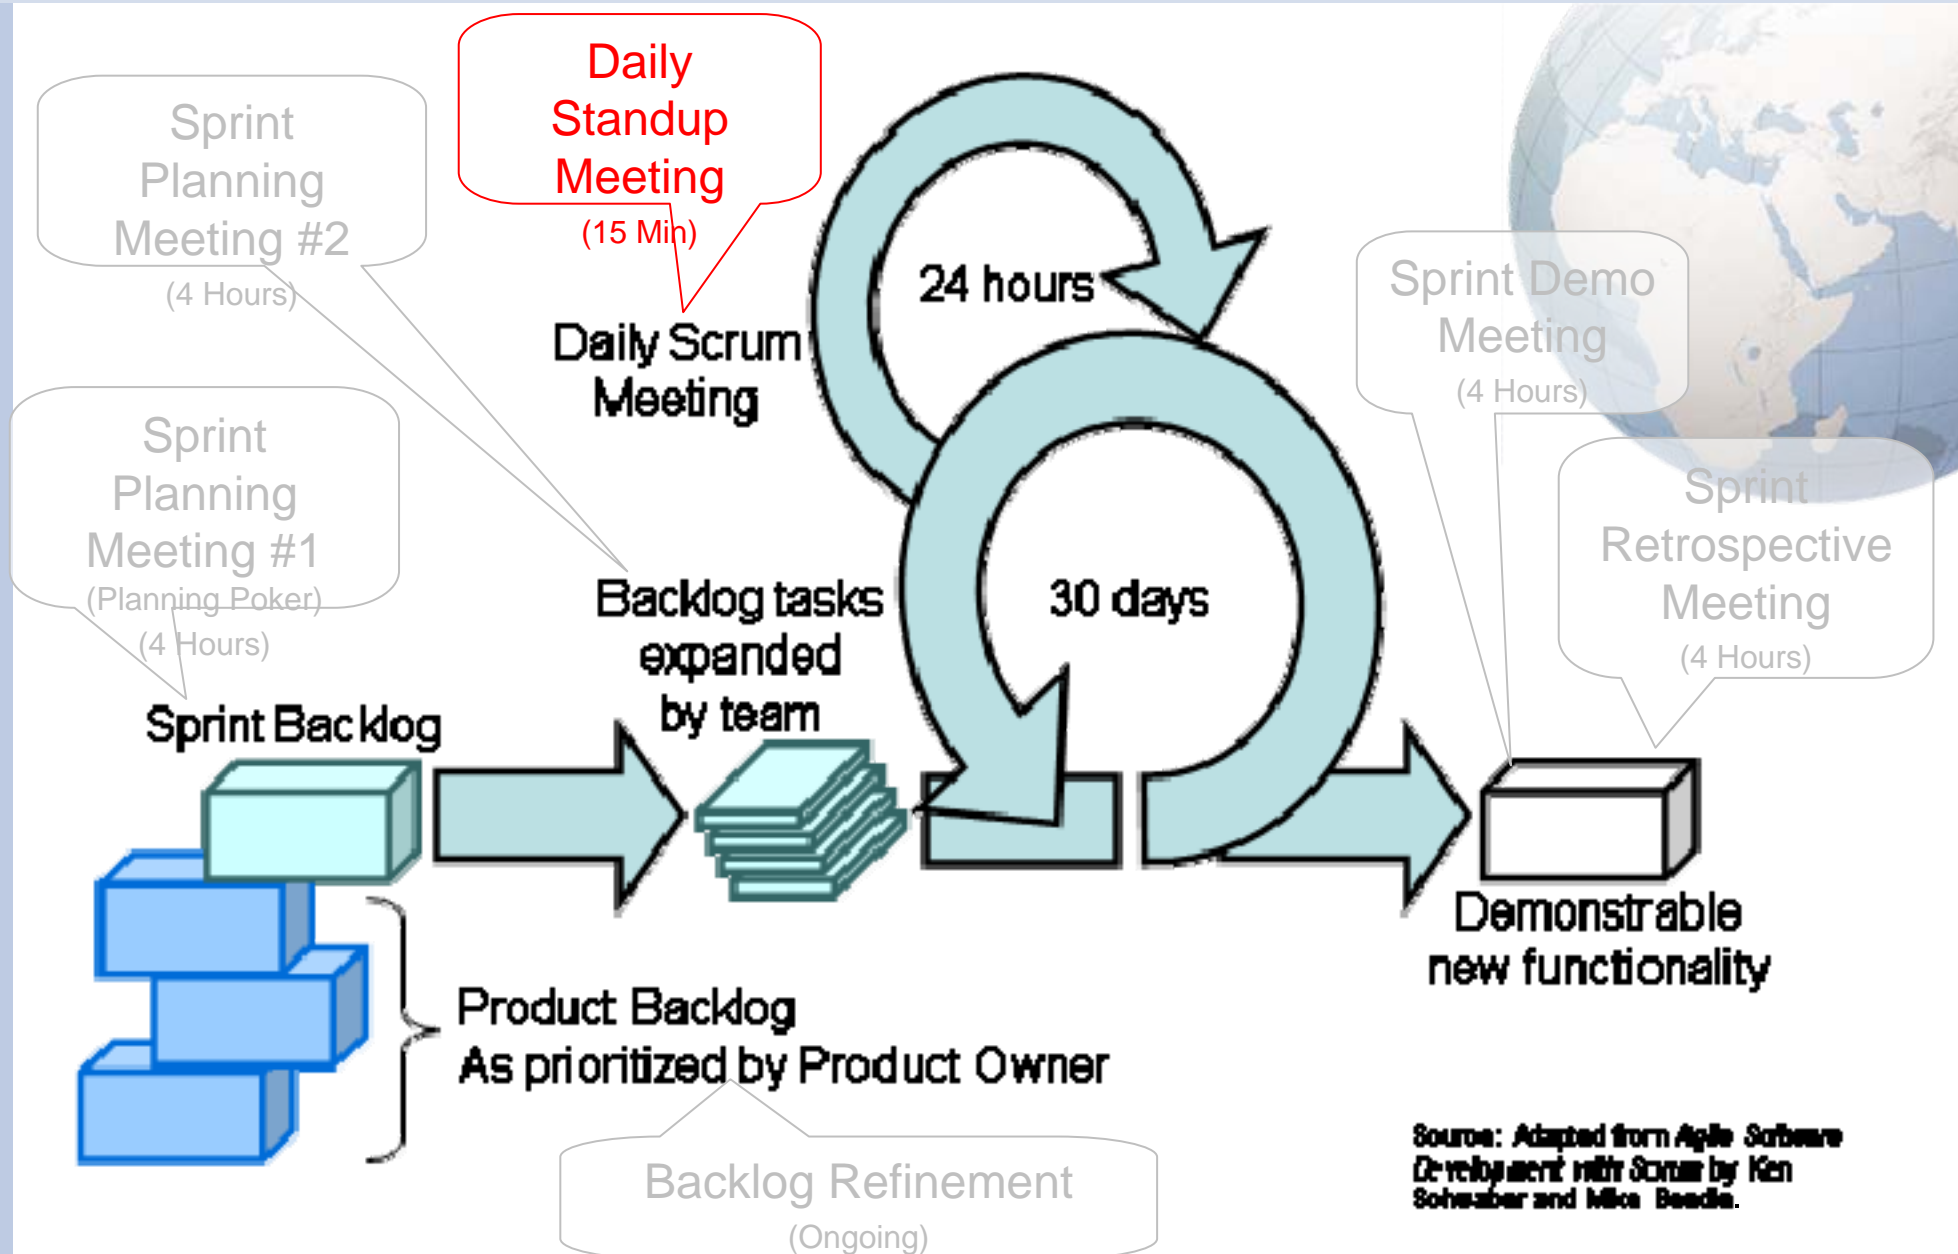 Daily
Standup
Meeting
(15 Min)
Sprint
Planning
Meeting #2
(4 Hours)
24 hours
Sprint Demo
Meeting
(4 Hours)
Daily Scrum
Meeting
Sprint
Planning
Meeting #1
(Planning Poker)
(4 Hours)
Sprint
Retrospective
Meeting
(4 Hours)
Backlog tasks
expanded
by team
30 days
Sprint Backlog
Demonstrable
new functionality
Product Backlog
As prioritized by Product Owner
Source: Adapted from Agile Software
Development with Scrum by Ken
Schwaber and Mike Beedle.
Backlog Refinement
(Ongoing)